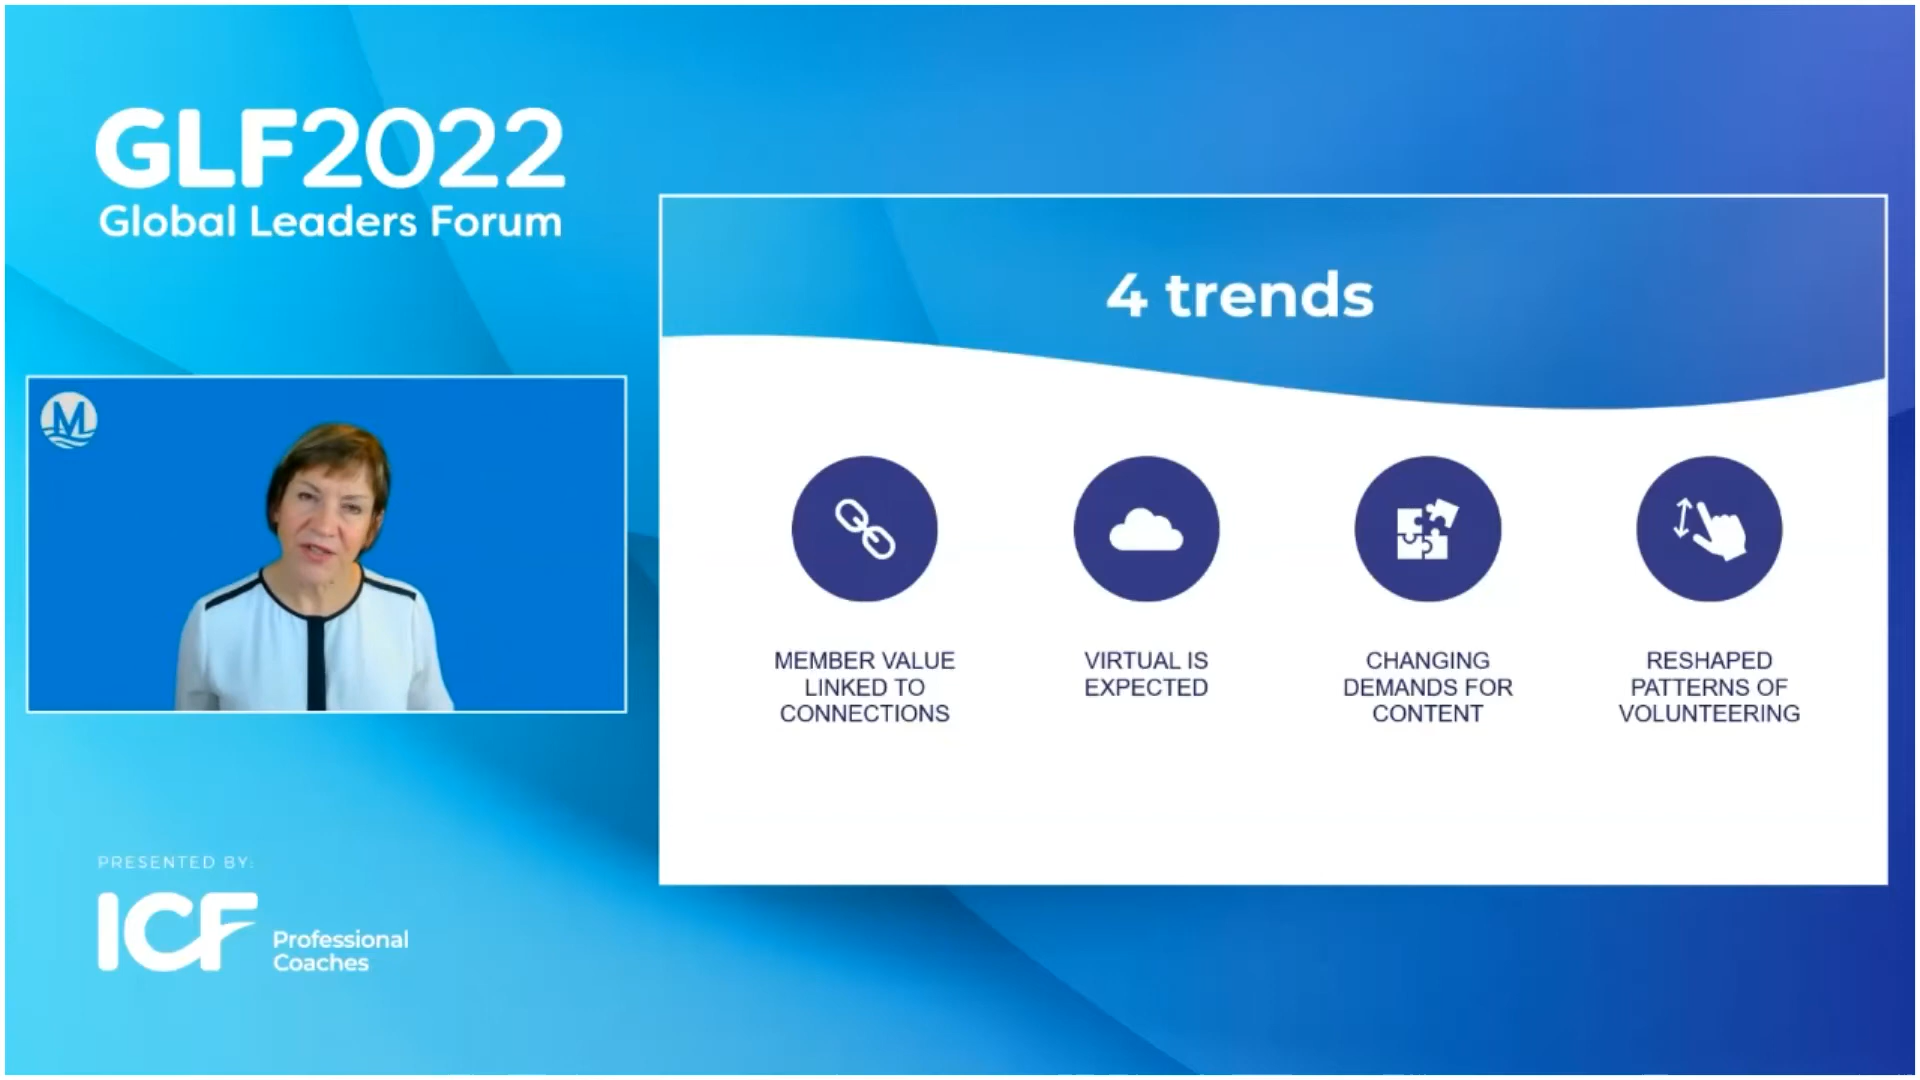 GLF2022
Global Leaders Forum
M
4 trends
MEMBER VALUE
LINKED TO
CONNECTIONS
VIRTUAL IS
EXPECTED
CHANGING
DEMANDS FOR
CONTENT
RESHAPED
PATTERNS OF
VOLUNTEERING
PRESENTED BY:
ICF
Professional
Coaches